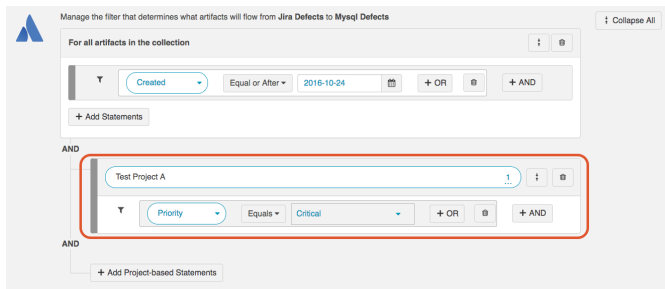 Manage the filter that determines what artifacts will flow from Jira Defects to Mysql Defects
Collapse All
For all artifacts in the collection
Created Equal or After 2016-10-24 + OR + AND
+ Add Statements
AND
Test Project A 1
Priority Equals Critical + OR + AND
AND
+ Add Project-based Statements